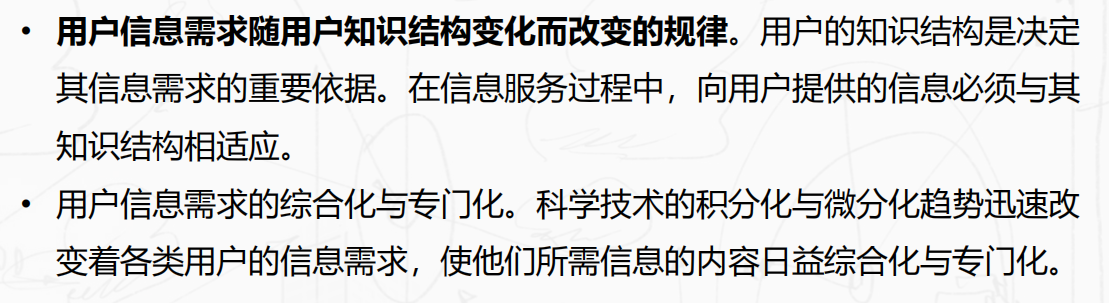 • 用户信息需求随用户知识结构变化而改变的规律。用户的知识结构是决定
其信息需求的重要依据。在信息服务过程中，向用户提供的信息必须与其
知识结构相适应。
• 用户信息需求的综合化与专门化。科学技术的积分化与微分化趋势迅速改
变着各类用户的信息需求，使他们所需信息的内容日益综合化与专门化。